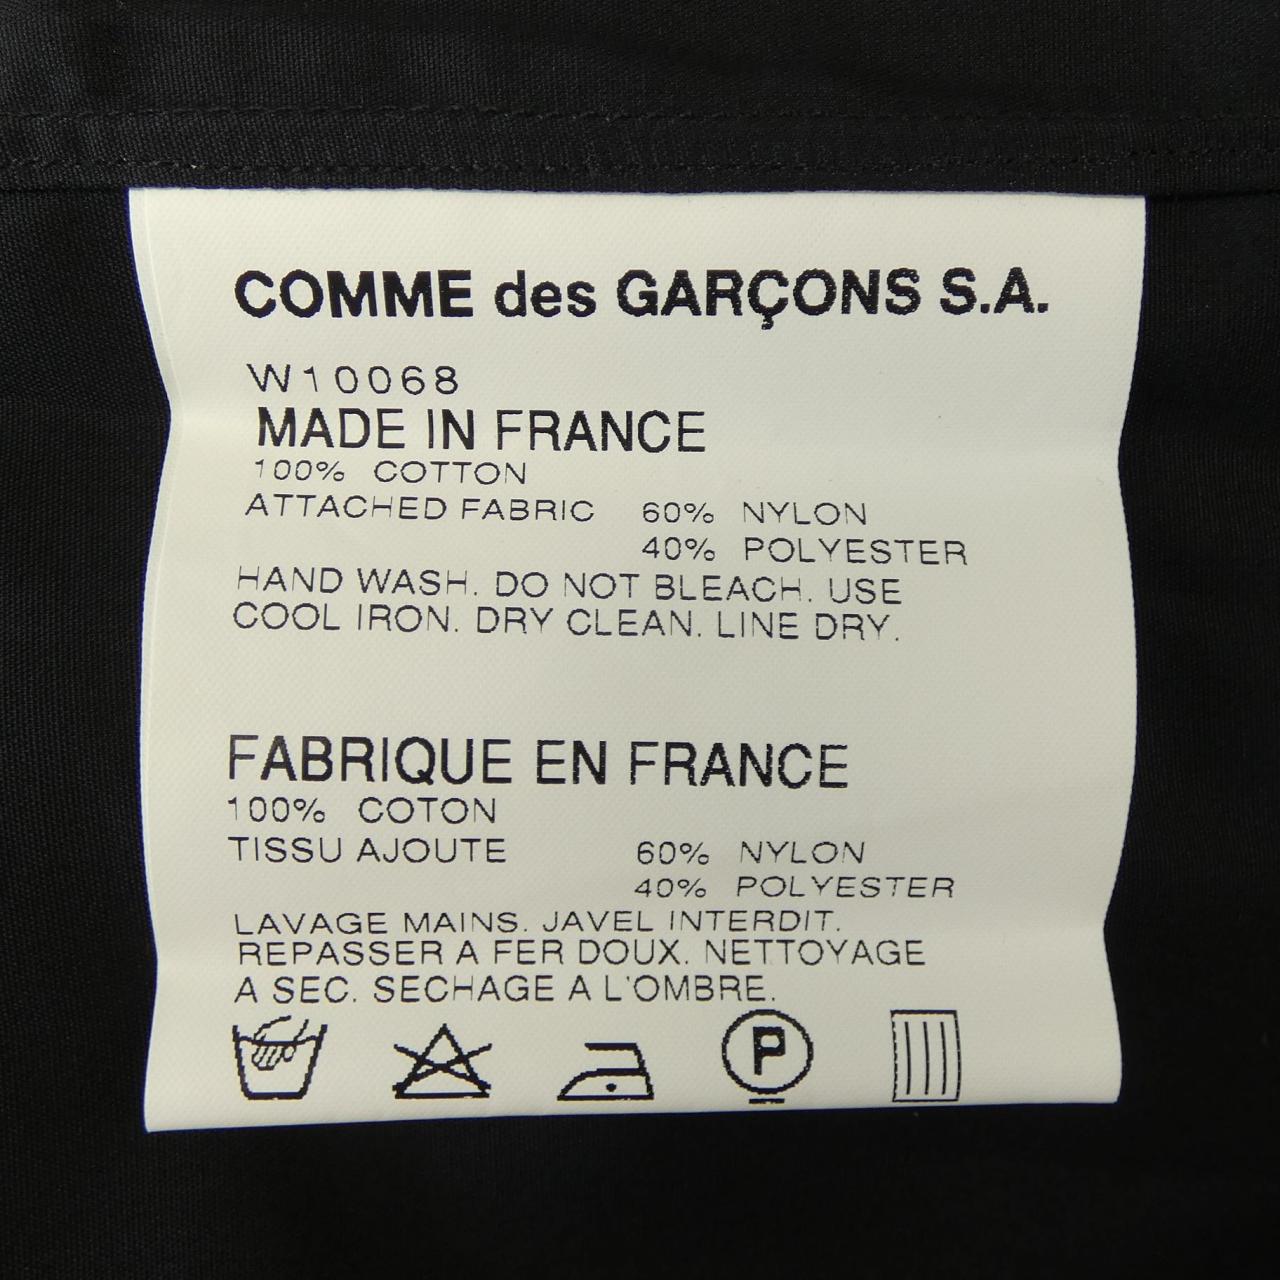 COMME des GARÇONS S.A.
W10068
MADE IN FRANCE
100% COTTON
ATTACHED FABRIC 60% NYLON
40% POLYESTER
HAND WASH. DO NOT BLEACH. USE
COOL IRON. DRY CLEAN. LINE DRY.
FABRIQUE EN FRANCE
100% COTON
TISSU AJOUTE 60% NYLON
40% POLYESTER
LAVAGE MAINS. JAVEL INTERDIT.
REPASSER A FER DOUX. NETTOYAGE
A SEC. SECHAGE A L'OMBRE.
P